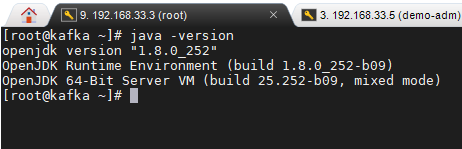 9. 192.168.33.3 (root)
3. 192.168.33.5 (demo-adm)
[root@kafka ~]# java -version
openjdk version "1.8.0_252"
OpenJDK Runtime Environment (build 1.8.0_252-b09)
OpenJDK 64-Bit Server VM (build 25.252-b09, mixed mode)
[root@kafka ~]#